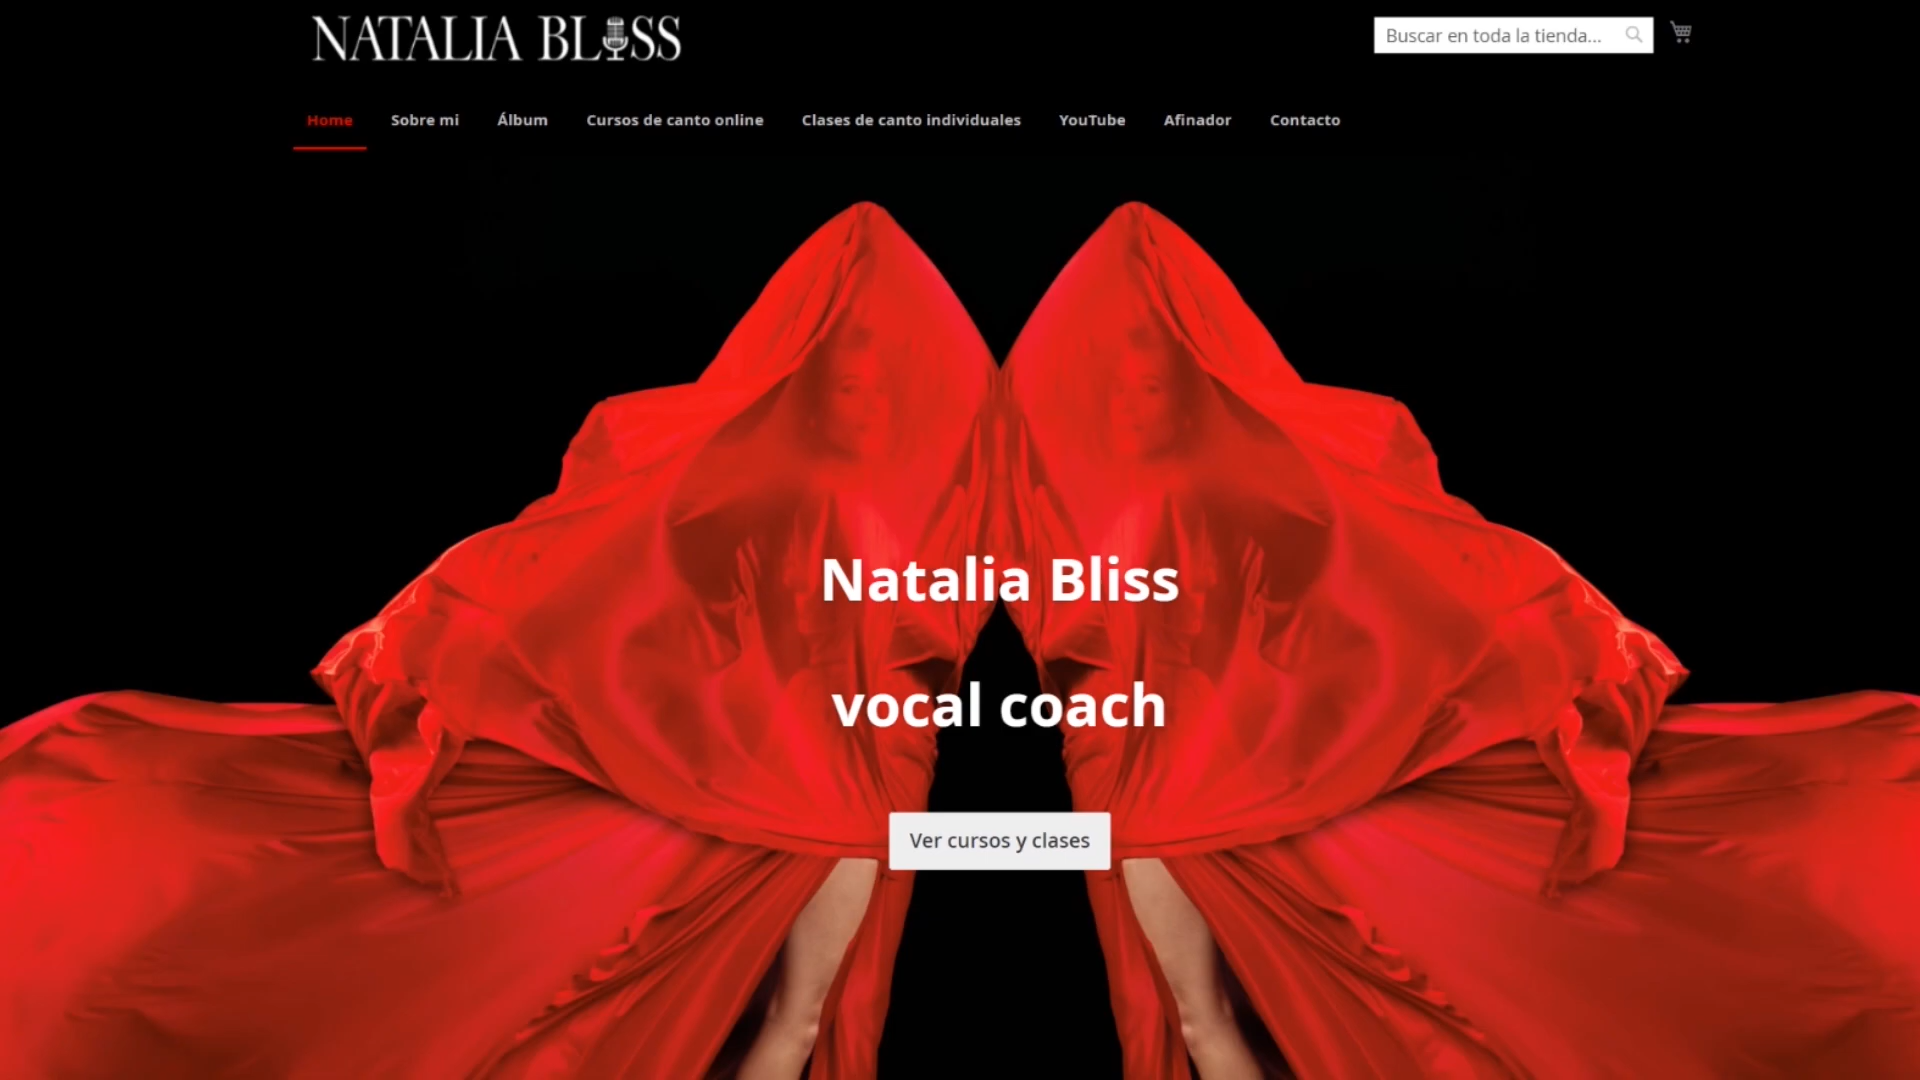 NATALIA BLISS
Buscar en toda la tienda...
Home Sobre mi Álbum Cursos de canto online Clases de canto individuales YouTube Afinador Contacto
Natalia Bliss
vocal coach
Ver cursos y clases